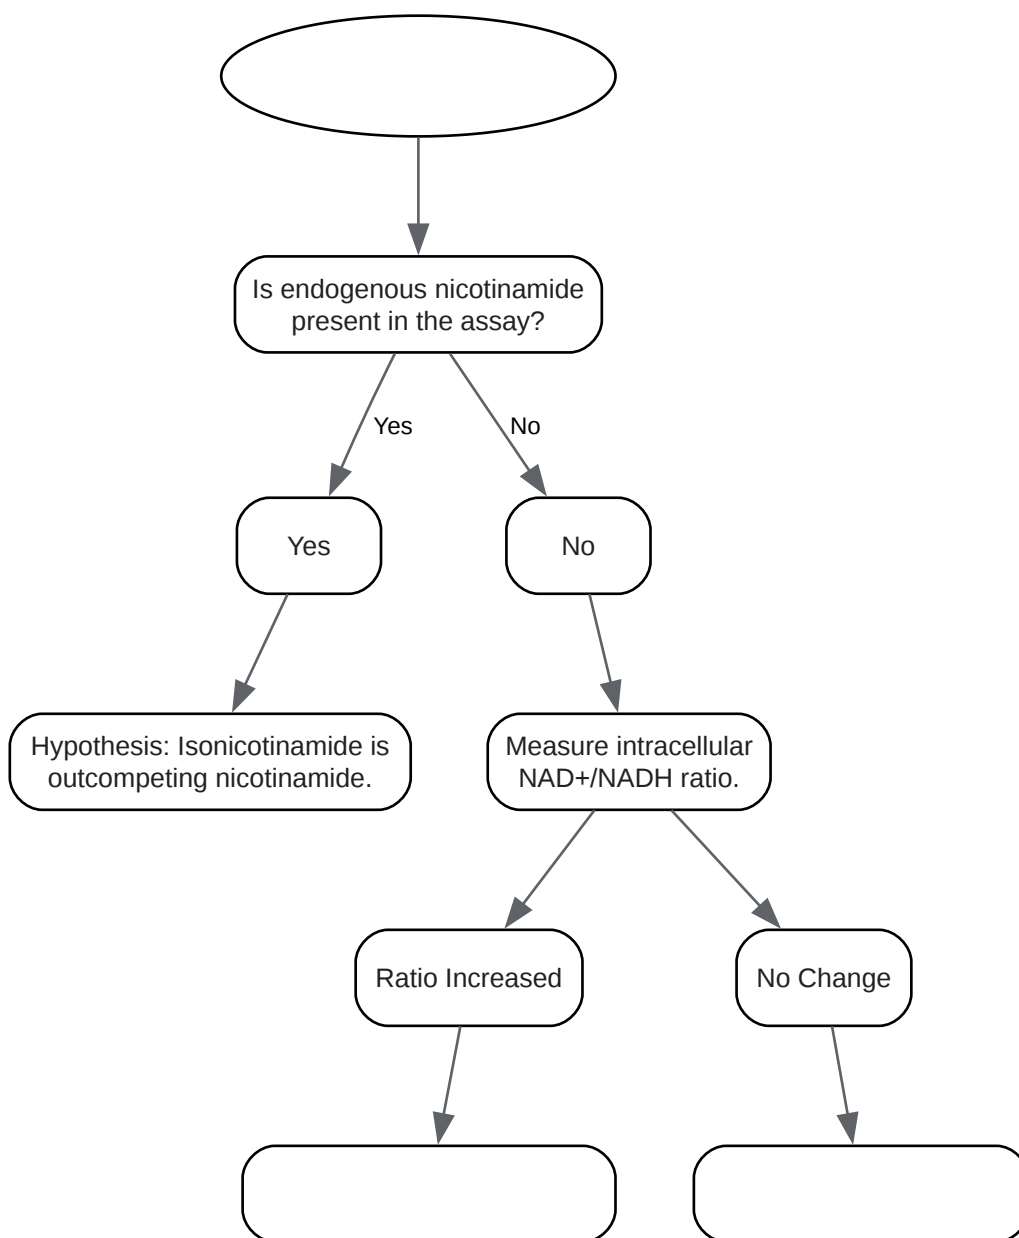 Is endogenous nicotinamide
present in the assay?
Yes
No
Yes
No
Hypothesis: Isonicotinamide is
outcompeting nicotinamide.
Measure intracellular
NAD+/NADH ratio.
Ratio Increased
No Change